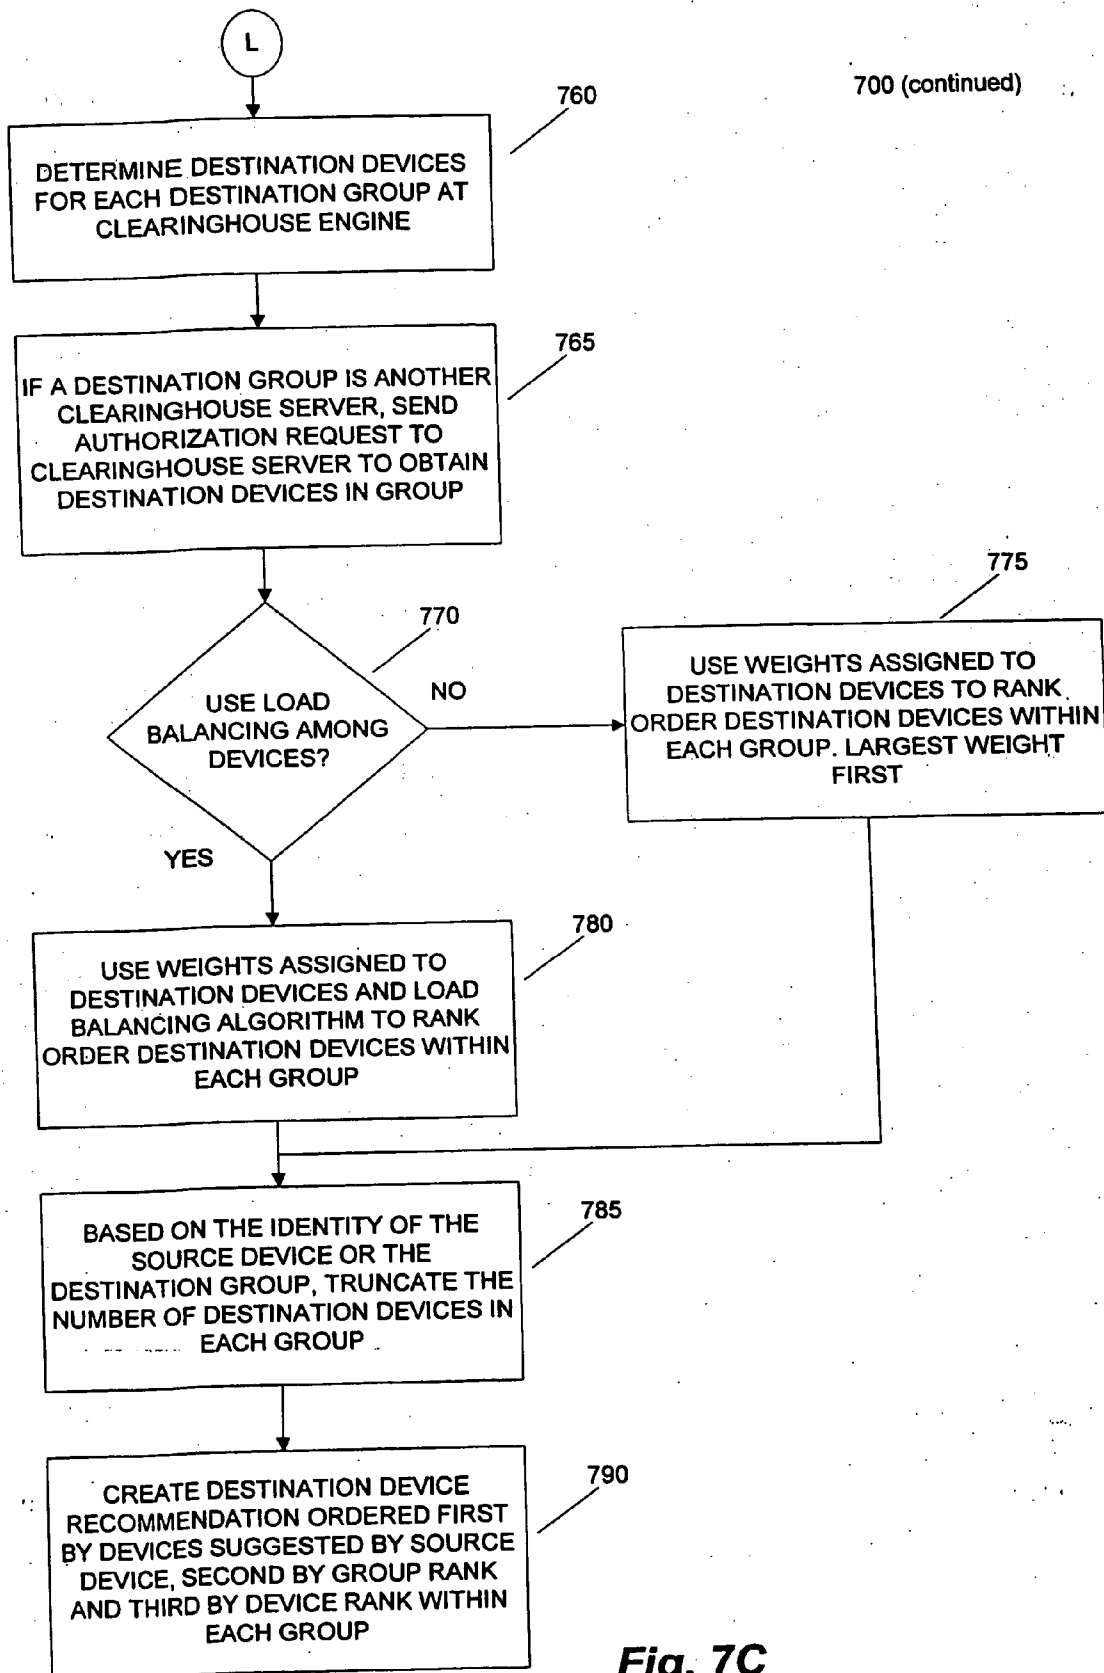 L
700 (continued)
760
DETERMINE DESTINATION DEVICES
FOR EACH DESTINATION GROUP AT
CLEARINGHOUSE ENGINE
765
IF A DESTINATION GROUP IS ANOTHER
CLEARINGHOUSE SERVER, SEND
AUTHORIZATION REQUEST TO
CLEARINGHOUSE SERVER TO OBTAIN
DESTINATION DEVICES IN GROUP
770
USE LOAD
BALANCING AMONG
DEVICES?
NO
YES
775
USE WEIGHTS ASSIGNED TO
DESTINATION DEVICES TO RANK
ORDER DESTINATION DEVICES WITHIN
EACH GROUP. LARGEST WEIGHT
FIRST
780
USE WEIGHTS ASSIGNED TO
DESTINATION DEVICES AND LOAD
BALANCING ALGORITHM TO RANK
ORDER DESTINATION DEVICES WITHIN
EACH GROUP
785
BASED ON THE IDENTITY OF THE
SOURCE DEVICE OR THE
DESTINATION GROUP, TRUNCATE THE
NUMBER OF DESTINATION DEVICES IN
EACH GROUP
790
CREATE DESTINATION DEVICE
RECOMMENDATION ORDERED FIRST
BY DEVICES SUGGESTED BY SOURCE
DEVICE, SECOND BY GROUP RANK
AND THIRD BY DEVICE RANK WITHIN
EACH GROUP
Fig. 7C